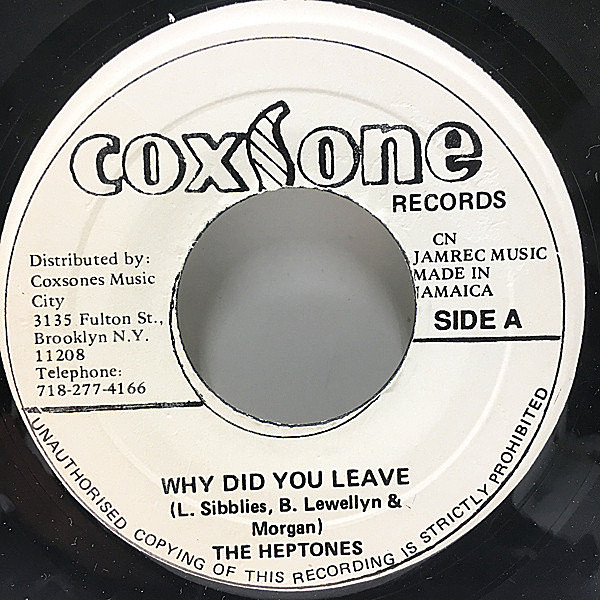 coxsone
RECORDS
Distributed by:
Coxsones Music
City
3135 Fulton St.,
Brooklyn N.Y.
11208
Telephone:
718-277-4166
CN
JAMREC MUSIC
MADE IN
JAMAICA
SIDE A
WHY DID YOU LEAVE
(L. Sibblies, B. Lewellyn &
Morgan)
THE HEPTONES
UNAUTHORISED COPYING OF THIS RECORDING IS STRICTLY PROHIBITED